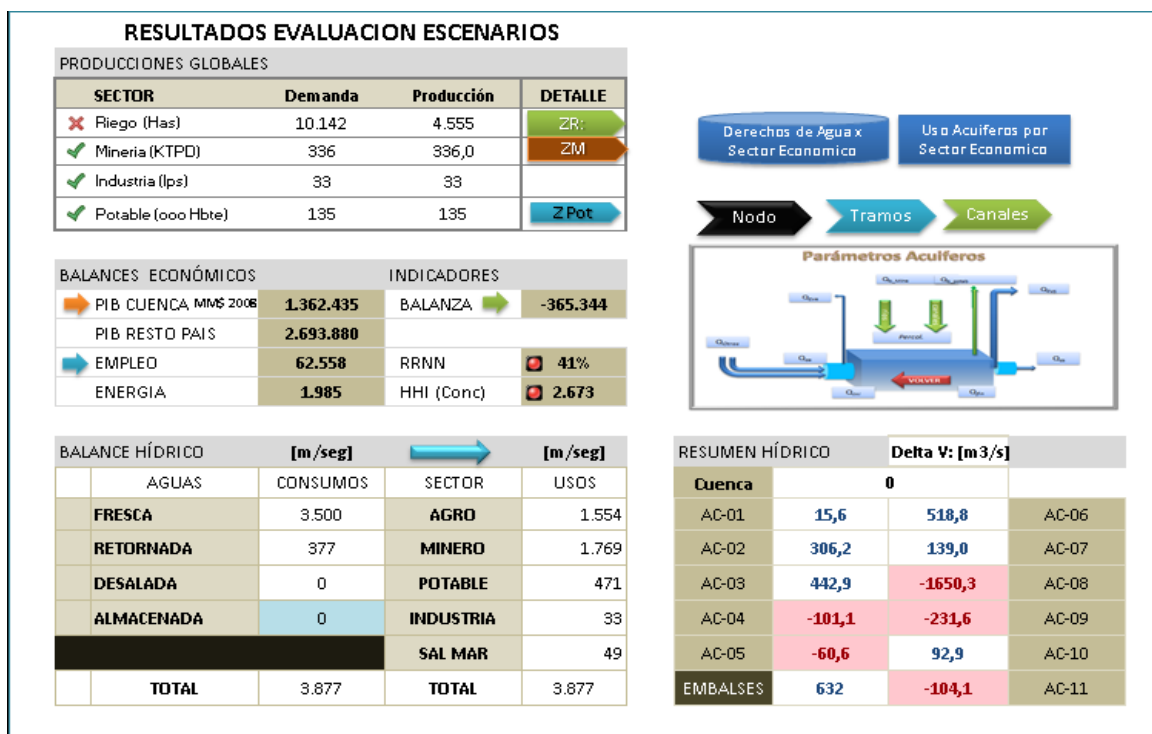 RESULTADOS EVALUACION ESCENARIOS
PRODUCCIONES GLOBALES
SECTOR Demanda Producción DETALLE
Riego (Has) 10.142 4.555 ZR:
Mineria (KTPD) 336 336,0 ZM
Industria (lps) 33 33
Potable (ooo Hbte) 135 135 Z Pot
Derechos de Agua x Sector Economico
Uso Acuiferos por Sector Economico
Nodo Tramos Canales
Parámetros Acuíferos
Percol.
VOLVER
BALANCES ECONÓMICOS INDICADORES
PIB CUENCA MM$ 2006 1.362.435 BALANZA -365.344
PIB RESTO PAIS 2.693.880
EMPLEO 62.558 RRNN 41%
ENERGIA 1.985 HHI (Conc) 2.673
BALANCE HÍDRICO [m/seg] [m/seg]
AGUAS CONSUMOS SECTOR USOS
FRESCA 3.500 AGRO 1.554
RETORNADA 377 MINERO 1.769
DESALADA 0 POTABLE 471
ALMACENADA 0 INDUSTRIA 33
SAL MAR 49
TOTAL 3.877 TOTAL 3.877
RESUMEN HÍDRICO Delta V: [m3/s]
Cuenca 0
AC-01 15,6 518,8 AC-06
AC-02 306,2 139,0 AC-07
AC-03 442,9 -1650,3 AC-08
AC-04 -101,1 -231,6 AC-09
AC-05 -60,6 92,9 AC-10
EMBALSES 632 -104,1 AC-11